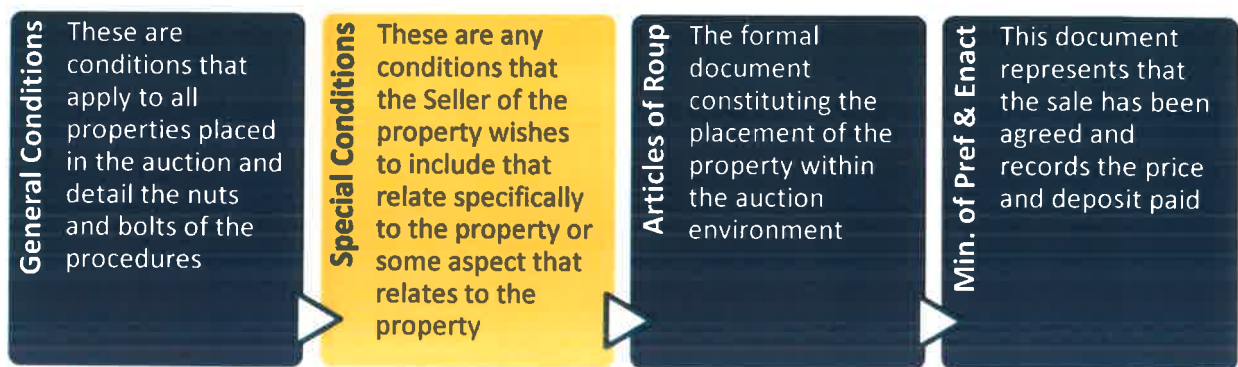 General Conditions
These are
conditions that
apply to all
properties placed
in the auction and
detail the nuts
and bolts of the
procedures
Special Conditions
These are any
conditions that
the Seller of the
property wishes
to include that
relate specifically
to the property or
some aspect that
relates to the
property
Articles of Roup
The formal
document
constituting the
placement of the
property within
the auction
environment
Min. of Pref & Enact
This document
represents that
the sale has been
agreed and
records the price
and deposit paid